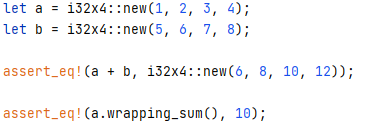 let a = i32x4::new(1, 2, 3, 4);
let b = i32x4::new(5, 6, 7, 8);
assert_eq!(a + b, i32x4::new(6, 8, 10, 12));
assert_eq!(a.wrapping_sum(), 10);